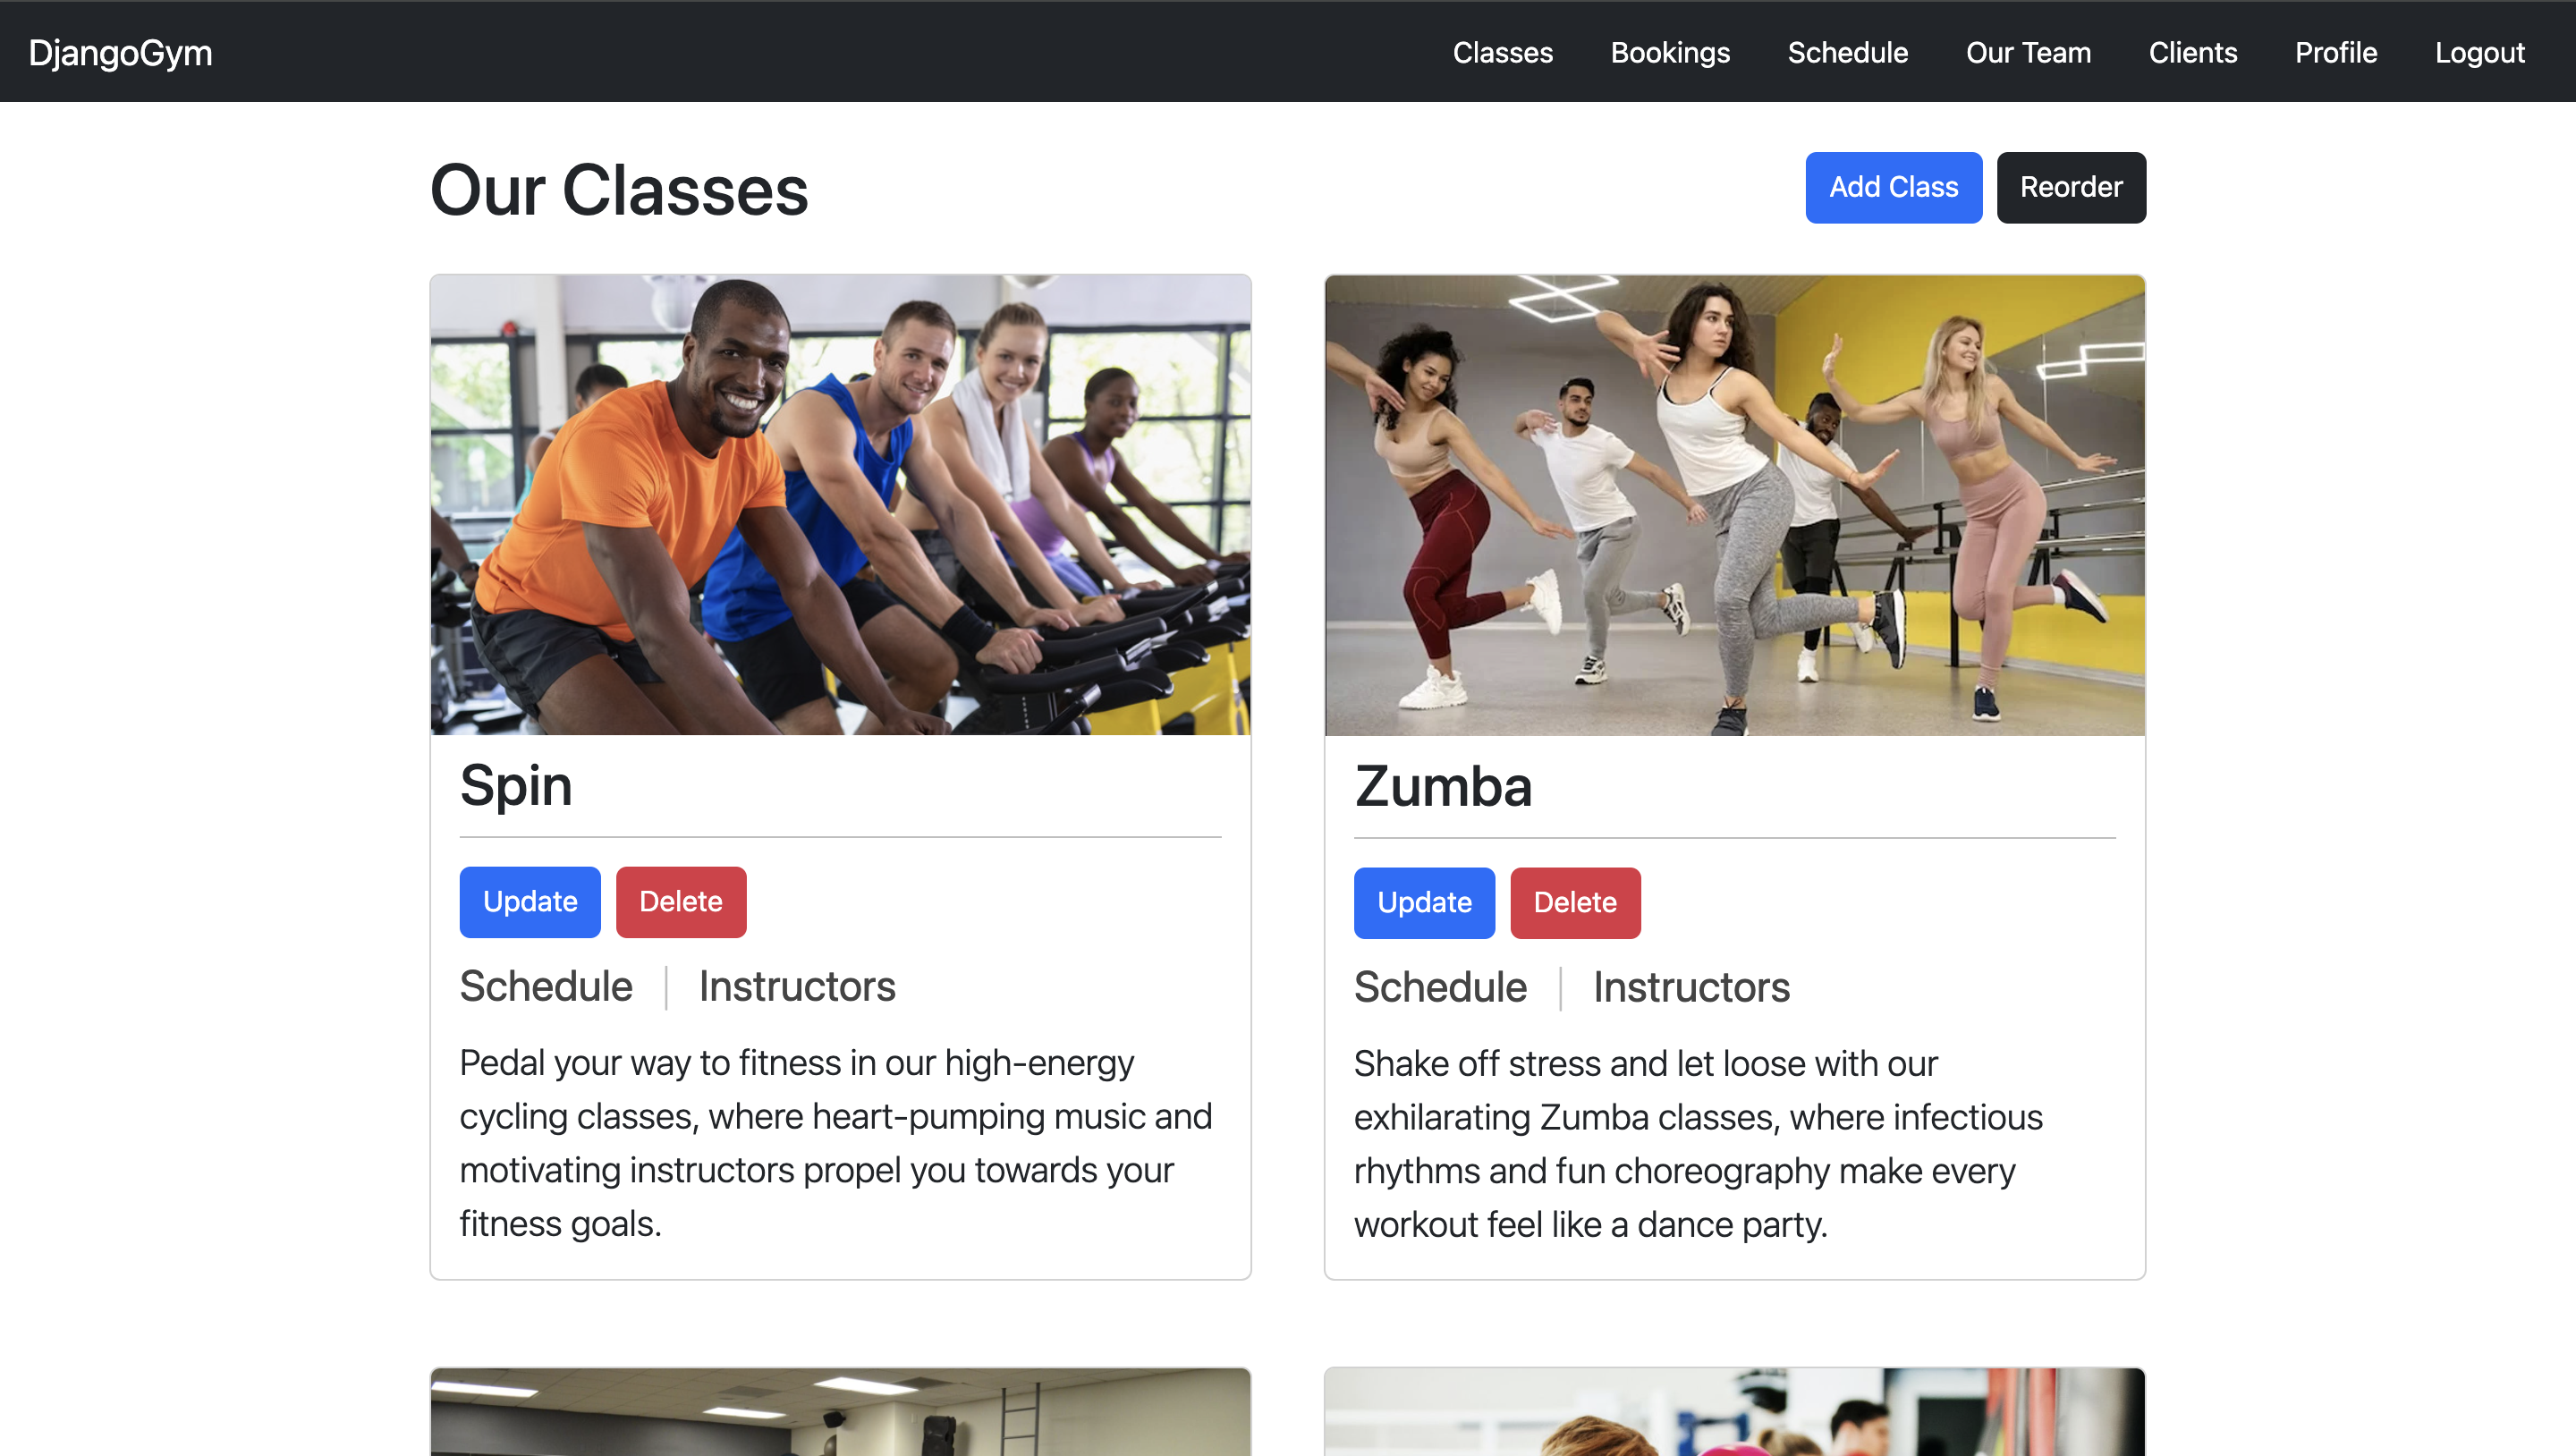 DjangoGym
Classes Bookings Schedule Our Team Clients Profile Logout
Our Classes
Add Class Reorder
Spin
Update Delete
Schedule | Instructors
Pedal your way to fitness in our high-energy
cycling classes, where heart-pumping music and
motivating instructors propel you towards your
fitness goals.
Zumba
Update Delete
Schedule | Instructors
Shake off stress and let loose with our
exhilarating Zumba classes, where infectious
rhythms and fun choreography make every
workout feel like a dance party.